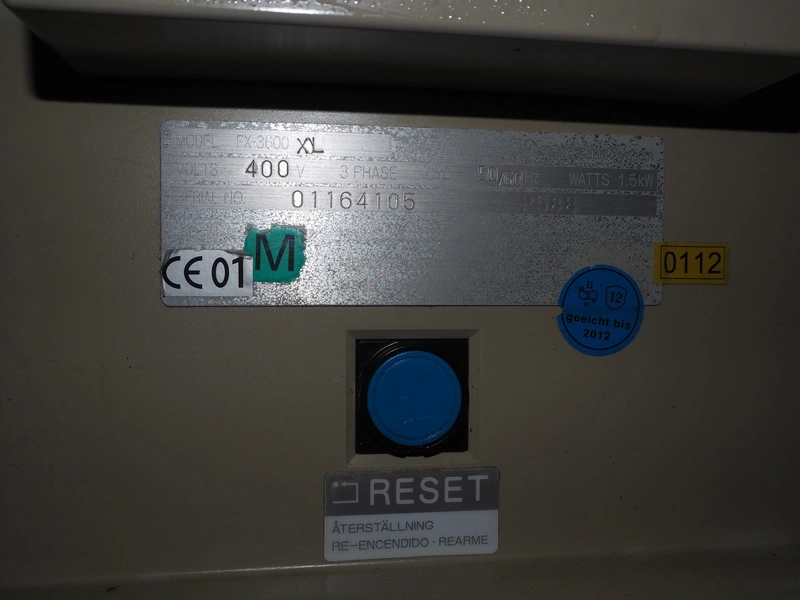 MODEL FX-3600 XL
VOLTS 400 V 3 PHASE 50/60HZ WATTS 1.5kW
SERIAL NO. 01164105
CE 01 M
0112
12
geeicht bis
2012
RESET
ÅTERSTÄLLNING
RE-ENCENDIDO · REARME